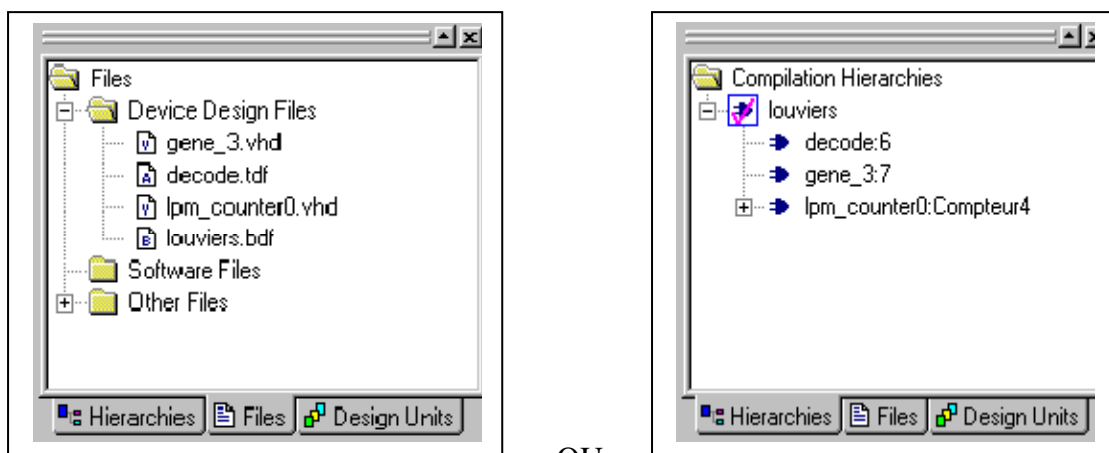 Files
Device Design Files
gene_3.vhd
decode.tdf
lpm_counter0.vhd
louviers.bdf
Software Files
Other Files
Hierarchies Files Design Units
OU
Compilation Hierarchies
louviers
decode:6
gene_3:7
lpm_counter0:Compteur4
Hierarchies Files Design Units